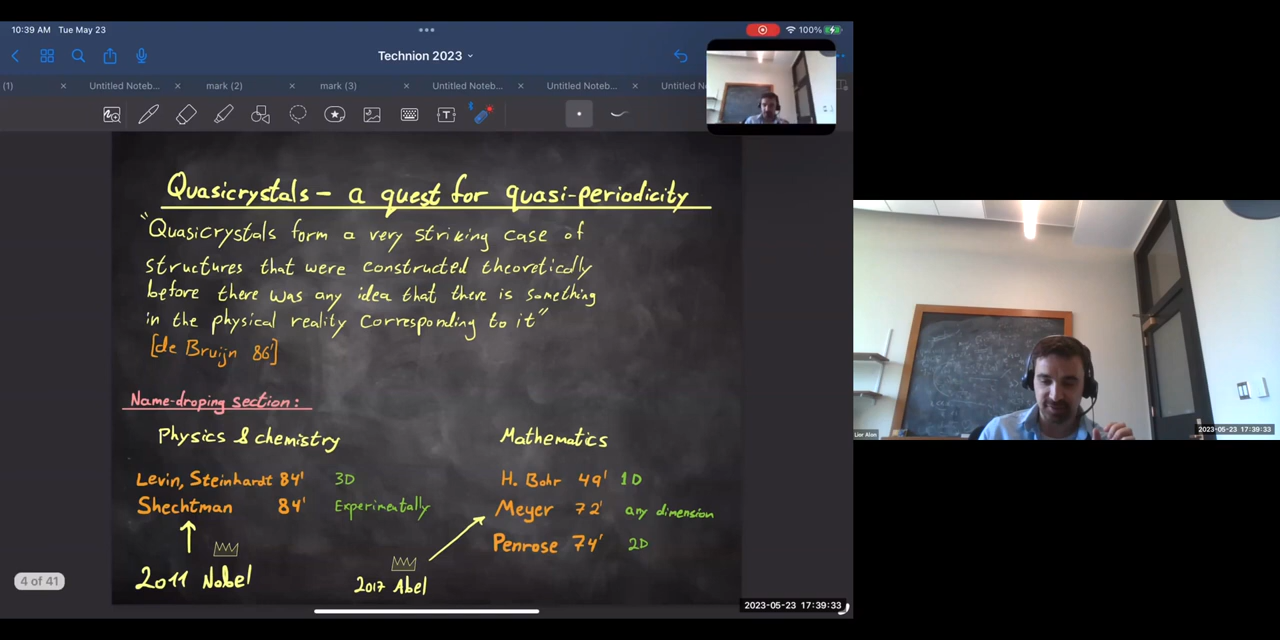 10:39 AM Tue May 23
100%
Technion 2023
(1)
Untitled Noteb...
mark (2)
mark (3)
Untitled Noteb...
Untitled Noteb...
Untitled No
Quasicrystals - a quest for quasi-periodicity
"Quasicrystals form a very striking case of
structures that were constructed theoretically
before there was any idea that there is something
in the physical reality corresponding to it"
[de Bruijn 86']
Name-droping section:
Physics & chemistry
Mathematics
Levin, Steinhardt 84' 3D
H. Bohr 49' 1D
Shechtman 84' Experimentally
Meyer 72' any dimension
Penrose 74' 2D
2011 Nobel
2017 Abel
4 of 41
2023-05-23 17:39:33
Lior Alon
2023-05-23 17:39:33